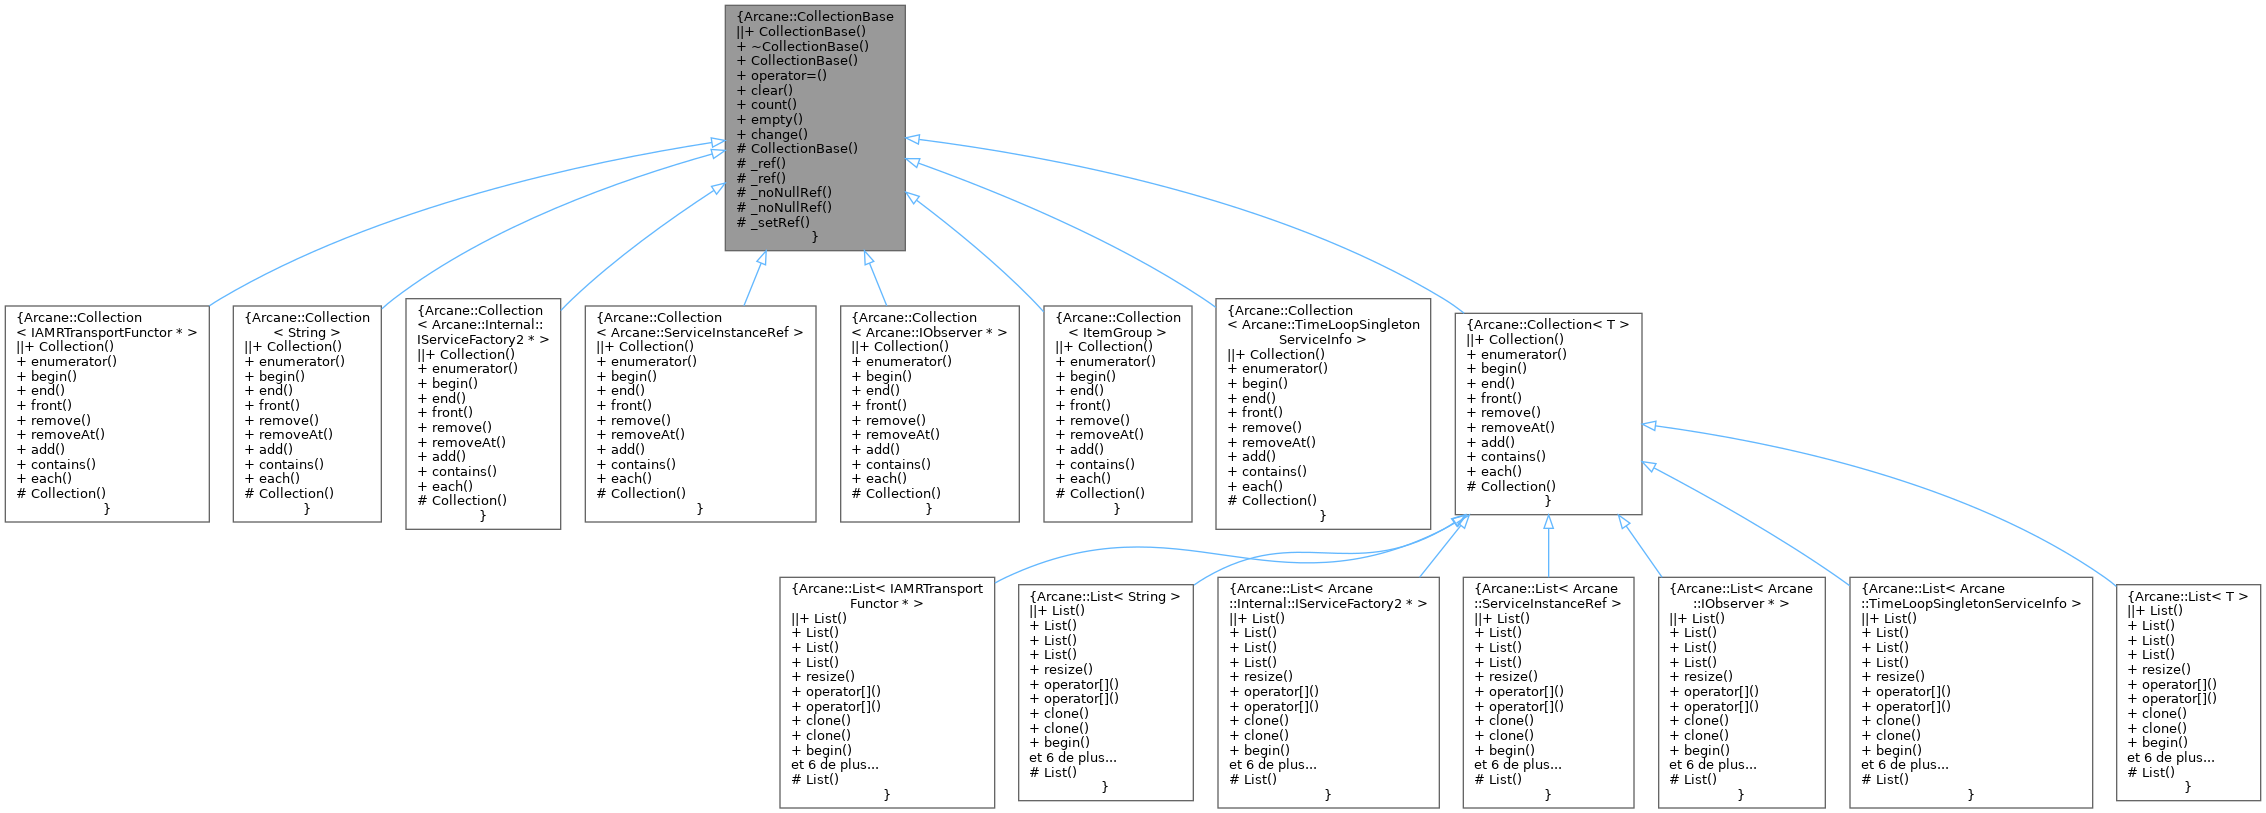 {Arcane::CollectionBase
||+ CollectionBase()
+ ~CollectionBase()
+ CollectionBase()
+ operator=()
+ clear()
+ count()
+ empty()
+ change()
# CollectionBase()
# _ref()
# _ref()
# _noNullRef()
# _noNullRef()
# _setRef()
}
{Arcane::Collection
< IAMRTransportFunctor * >
||+ Collection()
+ enumerator()
+ begin()
+ end()
+ front()
+ remove()
+ removeAt()
+ add()
+ contains()
+ each()
# Collection()
}
{Arcane::Collection
< String >
||+ Collection()
+ enumerator()
+ begin()
+ end()
+ front()
+ remove()
+ removeAt()
+ add()
+ contains()
+ each()
# Collection()
}
{Arcane::Collection
< Arcane::Internal::
IServiceFactory2 * >
||+ Collection()
+ enumerator()
+ begin()
+ end()
+ front()
+ remove()
+ removeAt()
+ add()
+ contains()
+ each()
# Collection()
}
{Arcane::Collection
< Arcane::ServiceInstanceRef >
||+ Collection()
+ enumerator()
+ begin()
+ end()
+ front()
+ remove()
+ removeAt()
+ add()
+ contains()
+ each()
# Collection()
}
{Arcane::Collection
< Arcane::IObserver * >
||+ Collection()
+ enumerator()
+ begin()
+ end()
+ front()
+ remove()
+ removeAt()
+ add()
+ contains()
+ each()
# Collection()
}
{Arcane::Collection
< ItemGroup >
||+ Collection()
+ enumerator()
+ begin()
+ end()
+ front()
+ remove()
+ removeAt()
+ add()
+ contains()
+ each()
# Collection()
}
{Arcane::Collection
< Arcane::TimeLoopSingleton
ServiceInfo >
||+ Collection()
+ enumerator()
+ begin()
+ end()
+ front()
+ remove()
+ removeAt()
+ add()
+ contains()
+ each()
# Collection()
}
{Arcane::Collection< T >
||+ Collection()
+ enumerator()
+ begin()
+ end()
+ front()
+ remove()
+ removeAt()
+ add()
+ contains()
+ each()
# Collection()
}
{Arcane::List< IAMRTransport
Functor * >
||+ List()
+ List()
+ List()
+ List()
+ resize()
+ operator[]()
+ operator[]()
+ clone()
+ clone()
+ begin()
et 6 de plus...
# List()
}
{Arcane::List< String >
||+ List()
+ List()
+ List()
+ List()
+ resize()
+ operator[]()
+ operator[]()
+ clone()
+ clone()
+ begin()
et 6 de plus...
# List()
}
{Arcane::List< Arcane
::Internal::IServiceFactory2 * >
||+ List()
+ List()
+ List()
+ List()
+ resize()
+ operator[]()
+ operator[]()
+ clone()
+ clone()
+ begin()
et 6 de plus...
# List()
}
{Arcane::List< Arcane
::ServiceInstanceRef >
||+ List()
+ List()
+ List()
+ List()
+ resize()
+ operator[]()
+ operator[]()
+ clone()
+ clone()
+ begin()
et 6 de plus...
# List()
}
{Arcane::List< Arcane
::IObserver * >
||+ List()
+ List()
+ List()
+ List()
+ resize()
+ operator[]()
+ operator[]()
+ clone()
+ clone()
+ begin()
et 6 de plus...
# List()
}
{Arcane::List< Arcane
::TimeLoopSingletonServiceInfo >
||+ List()
+ List()
+ List()
+ List()
+ resize()
+ operator[]()
+ operator[]()
+ clone()
+ clone()
+ begin()
et 6 de plus...
# List()
}
{Arcane::List< T >
||+ List()
+ List()
+ List()
+ List()
+ resize()
+ operator[]()
+ operator[]()
+ clone()
+ clone()
+ begin()
et 6 de plus...
# List()
}